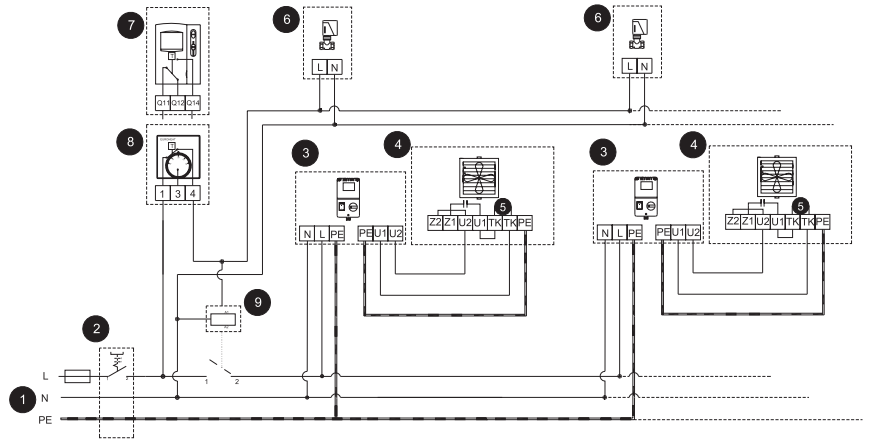 7
6
6
L N
L N
Q11 Q12 Q14
8
T
T
1 3 4
3
4
3
4
5
5
Z2 Z1 U2 U1 TK TK PE
Z2 Z1 U2 U1 TK TK PE
N L PE
PE U1 U2
N L PE
PE U1 U2
9
2
L
1 2
1 N
PE